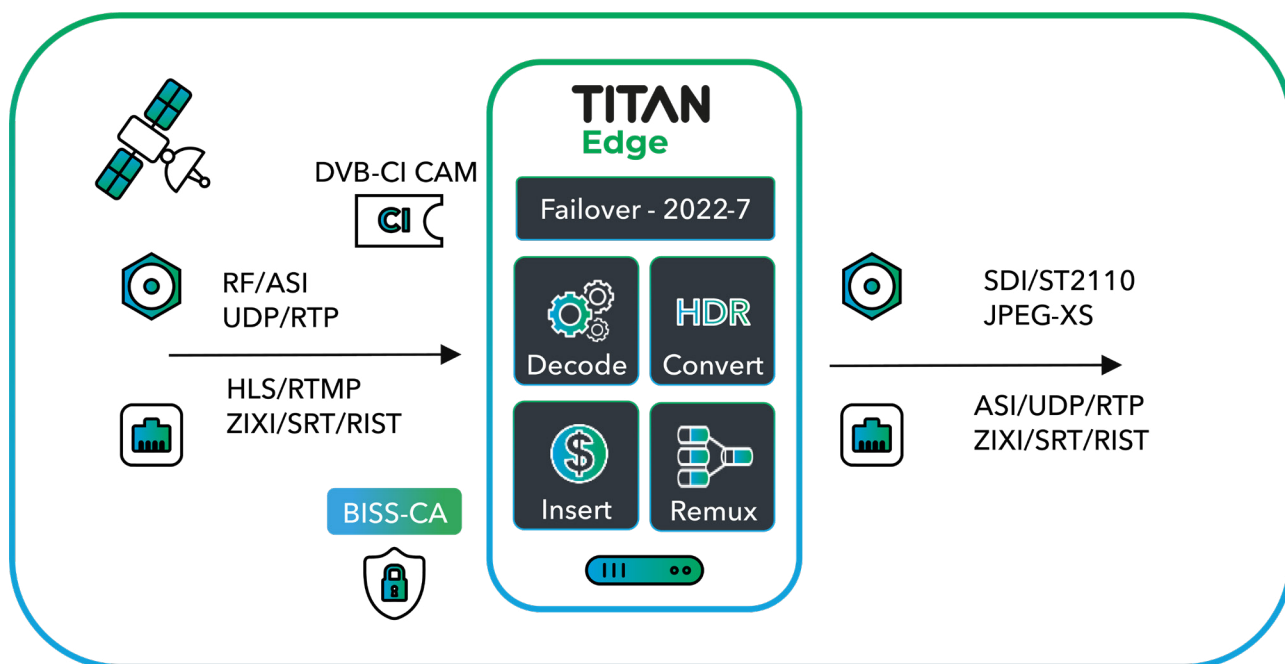 DVB-CI CAM
CI
RF/ASI
UDP/RTP
HLS/RTMP
ZIXI/SRT/RIST
BISS-CA
TITAN
Edge
Failover - 2022-7
Decode
HDR
Convert
$
Insert
Remux
SDI/ST2110
JPEG-XS
ASI/UDP/RTP
ZIXI/SRT/RIST